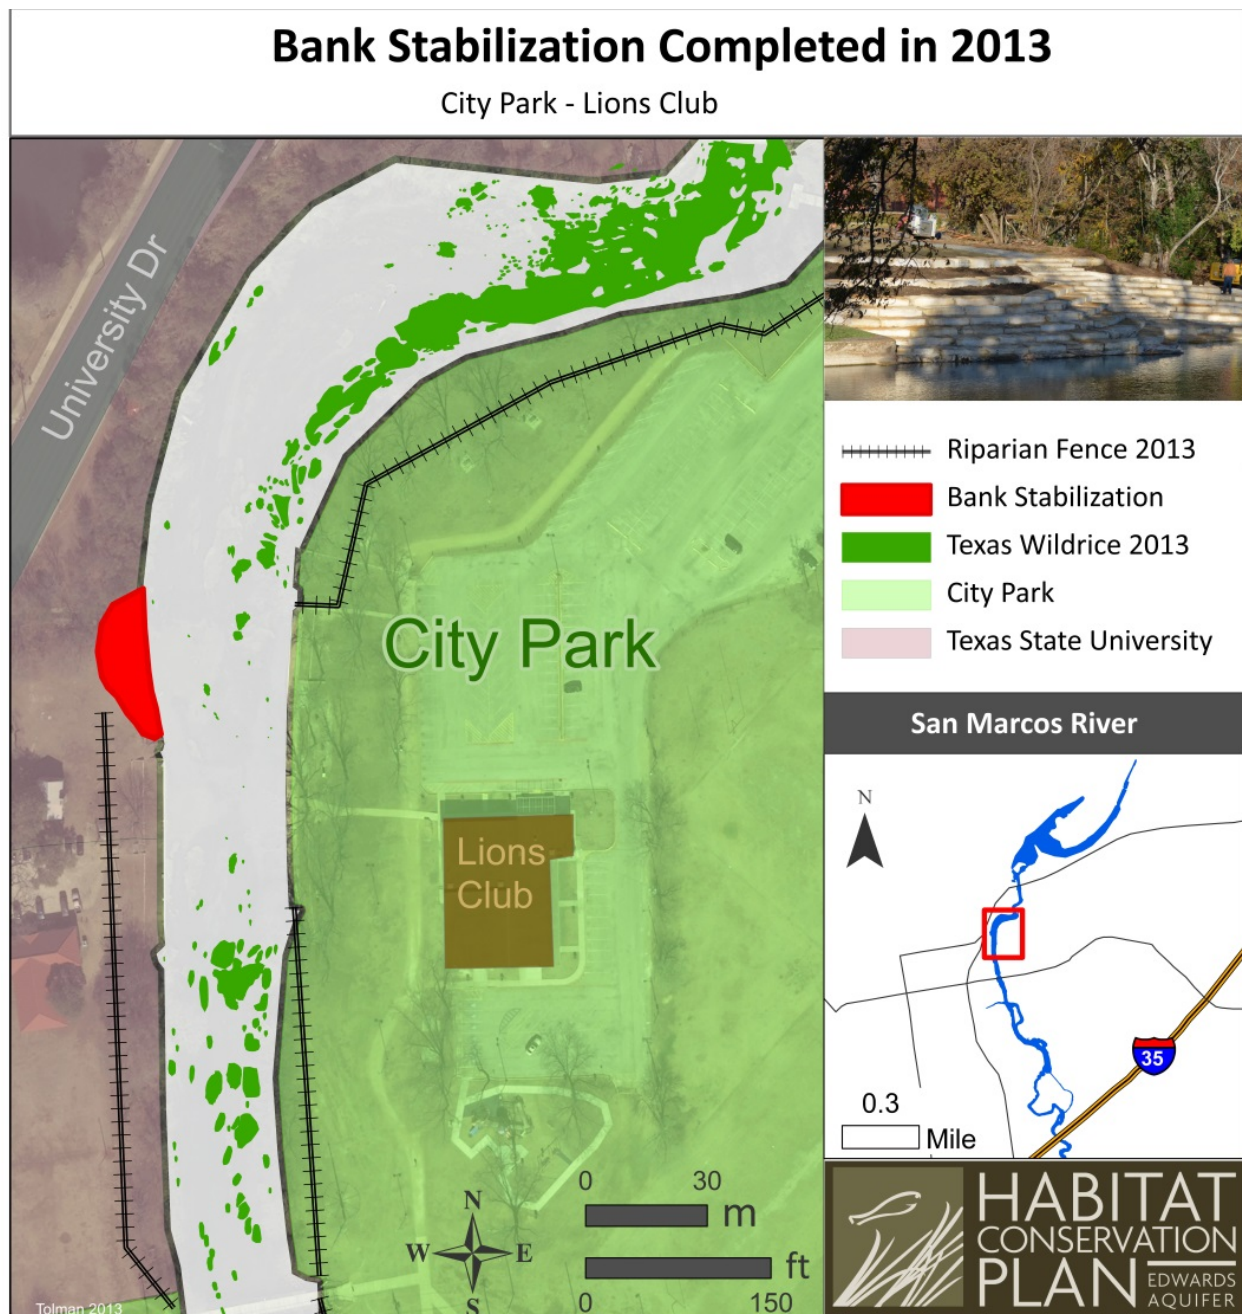 Bank Stabilization Completed in 2013
City Park - Lions Club
University Dr
City Park
Lions
Club
0 30
m
N
W E
S
ft
0 150
Tolman 2013
Riparian Fence 2013
Bank Stabilization
Texas Wildrice 2013
City Park
Texas State University
San Marcos River
N
35
0.3
Mile
HABITAT
CONSERVATION
PLAN
EDWARDS
AQUIFER